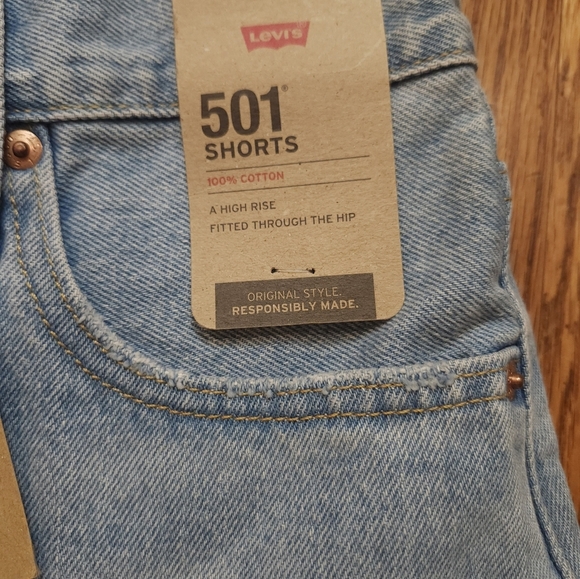 Levi's
501®
SHORTS
100% COTTON
A HIGH RISE
FITTED THROUGH THE HIP
ORIGINAL STYLE.
RESPONSIBLY MADE.